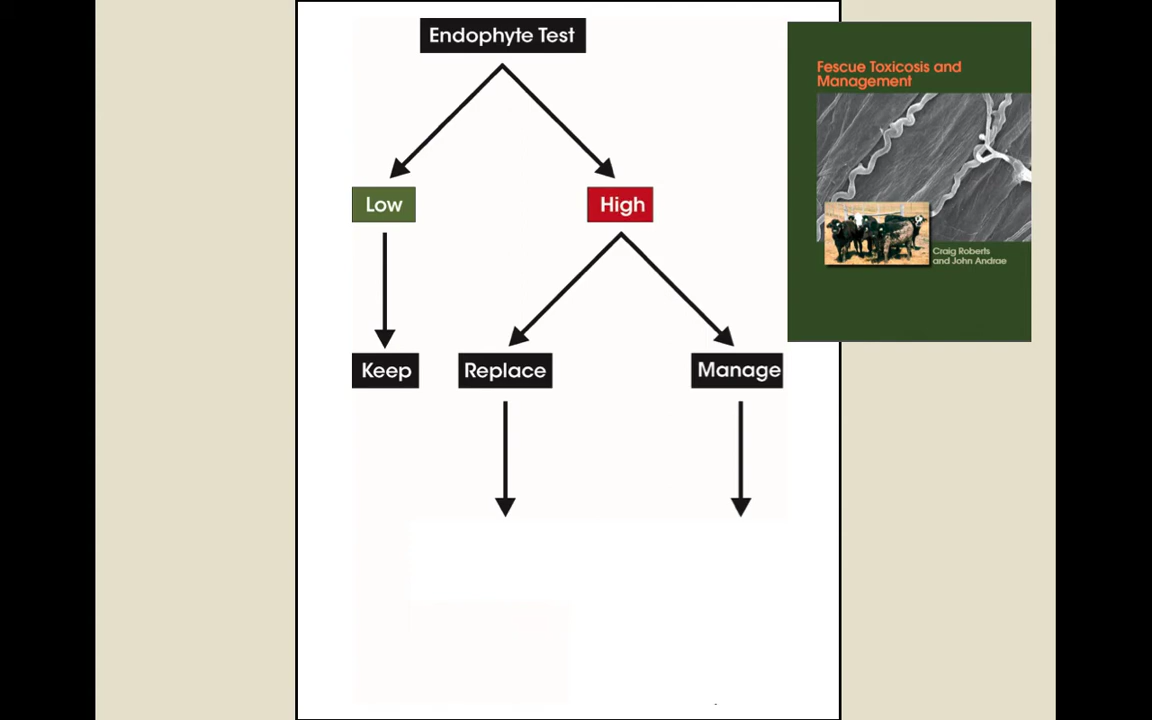 Endophyte Test
Fescue Toxicosis and
Management
Low
High
Craig Roberts
and John Andrae
Keep
Replace
Manage